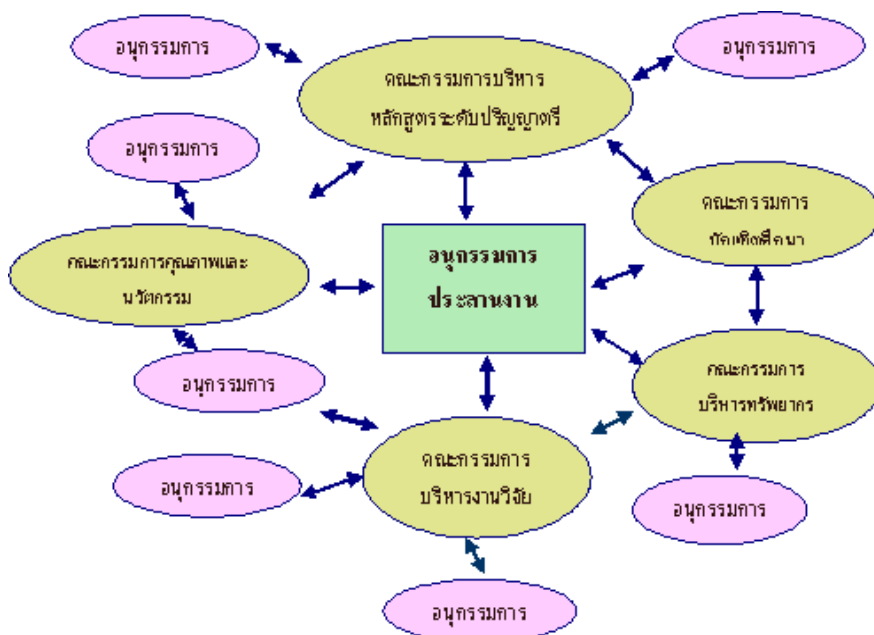 อนุกรรมการ
อนุกรรมการ
คณะกรรมการบริหาร
หลักสูตรระดับปริญญาตรี
อนุกรรมการ
คณะกรรมการ
บัณฑิตศึกษา
อนุกรรมการ
ประสานงาน
คณะกรรมการคุณภาพและ
นวัตกรรม
อนุกรรมการ
คณะกรรมการ
บริหารทรัพยากร
คณะกรรมการ
บริหารงานวิจัย
อนุกรรมการ
อนุกรรมการ
อนุกรรมการ